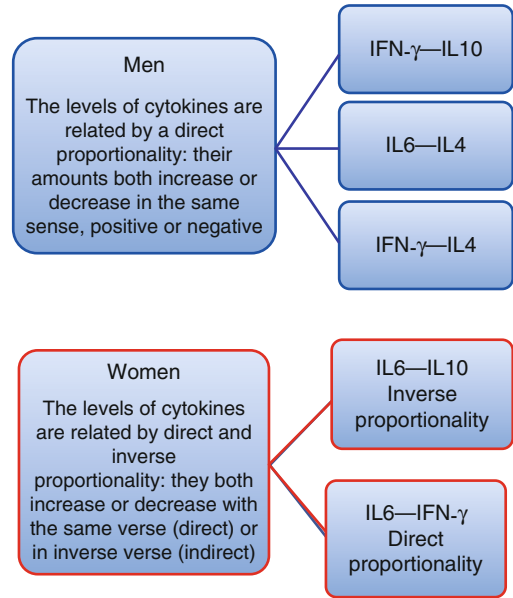 Men
The levels of cytokines are
related by a direct
proportionality: their
amounts both increase or
decrease in the same
sense, positive or negative
IFN-γ—IL10
IL6—IL4
IFN-γ—IL4
Women
The levels of cytokines
are related by direct and
inverse
proportionality: they both
increase or decrease with
the same verse (direct) or
in inverse verse (indirect)
IL6—IL10
Inverse
proportionality
IL6—IFN-γ
Direct
proportionality